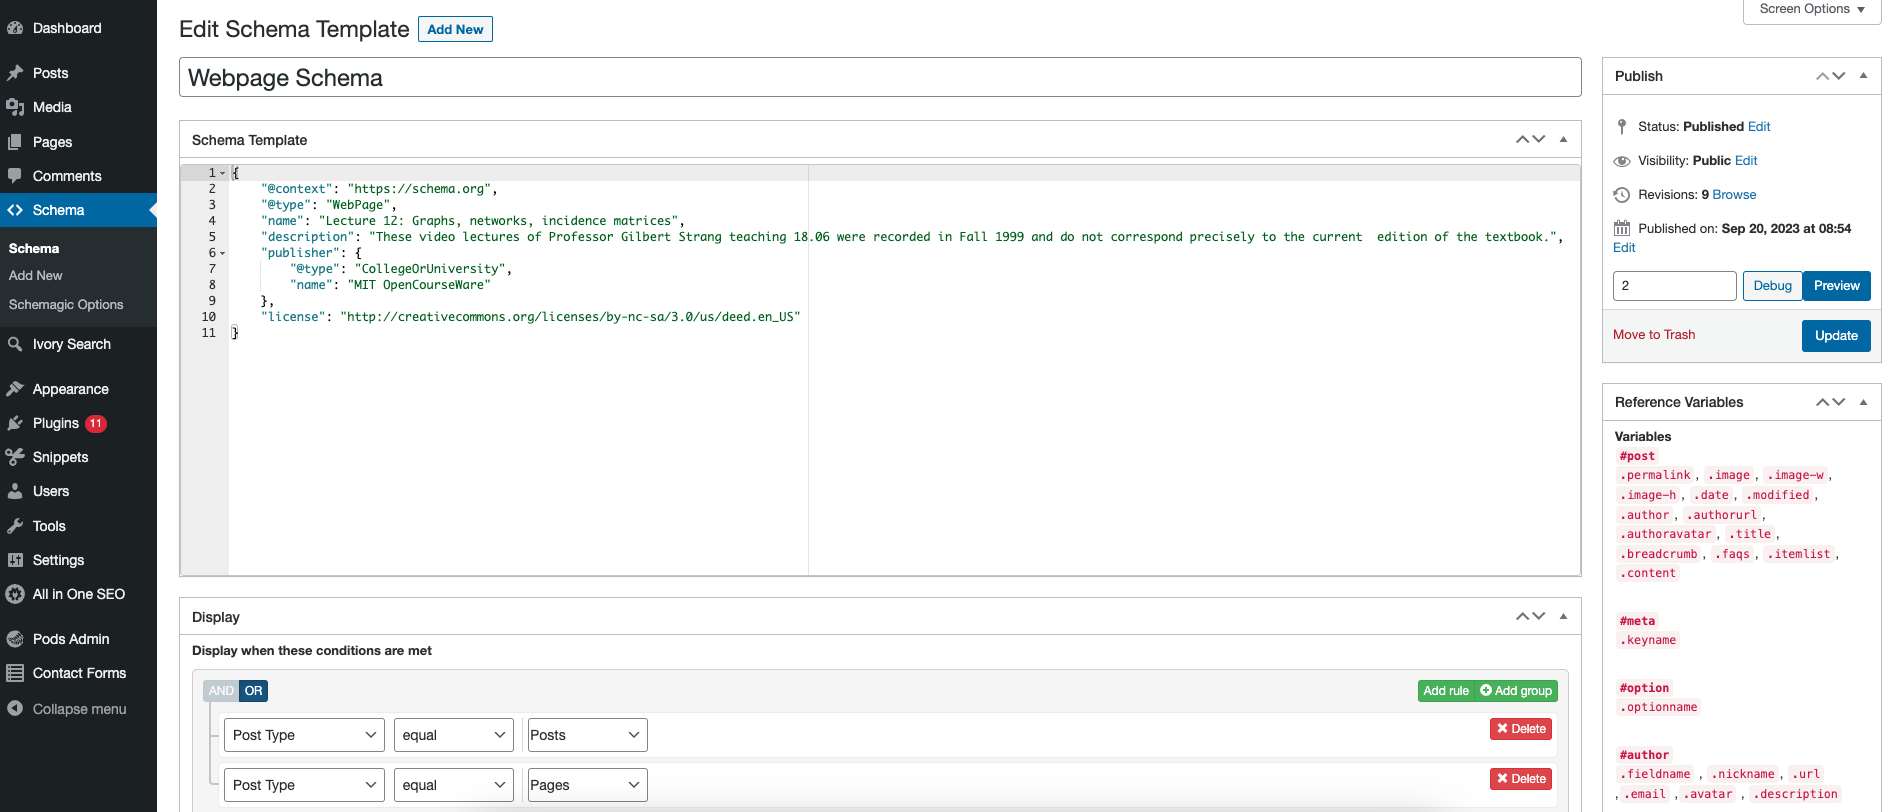 Dashboard
Posts
Media
Pages
Comments
Schema
Schema
Add New
Schemagic Options
Ivory Search
Appearance
Plugins 11
Snippets
Users
Tools
Settings
All in One SEO
Pods Admin
Contact Forms
Collapse menu
Screen Options
Edit Schema Template Add New
Webpage Schema
Schema Template
1 {
2 "@context": "https://schema.org",
3 "@type": "WebPage",
4 "name": "Lecture 12: Graphs, networks, incidence matrices",
5 "description": "These video lectures of Professor Gilbert Strang teaching 18.06 were recorded in Fall 1999 and do not correspond precisely to the current  edition of the textbook.",
6 "publisher": {
7 "@type": "CollegeOrUniversity",
8 "name": "MIT OpenCourseWare"
9 },
10 "license": "http://creativecommons.org/licenses/by-nc-sa/3.0/us/deed.en_US"
11 }
Display
Display when these conditions are met
AND OR Add rule Add group
Post Type equal Posts Delete
Post Type equal Pages Delete
Publish
Status: Published Edit
Visibility: Public Edit
Revisions: 9 Browse
Published on: Sep 20, 2023 at 08:54
Edit
2 Debug Preview
Move to Trash Update
Reference Variables
Variables
#post
.permalink , .image , .image-w ,
.image-h , .date , .modified ,
.author , .authorurl ,
.authoravatar , .title ,
.breadcrumb , .faqs , .itemlist ,
.content
#meta
.keyname
#option
.optionname
#author
.fieldname , .nickname , .url
, .email , .avatar , .description